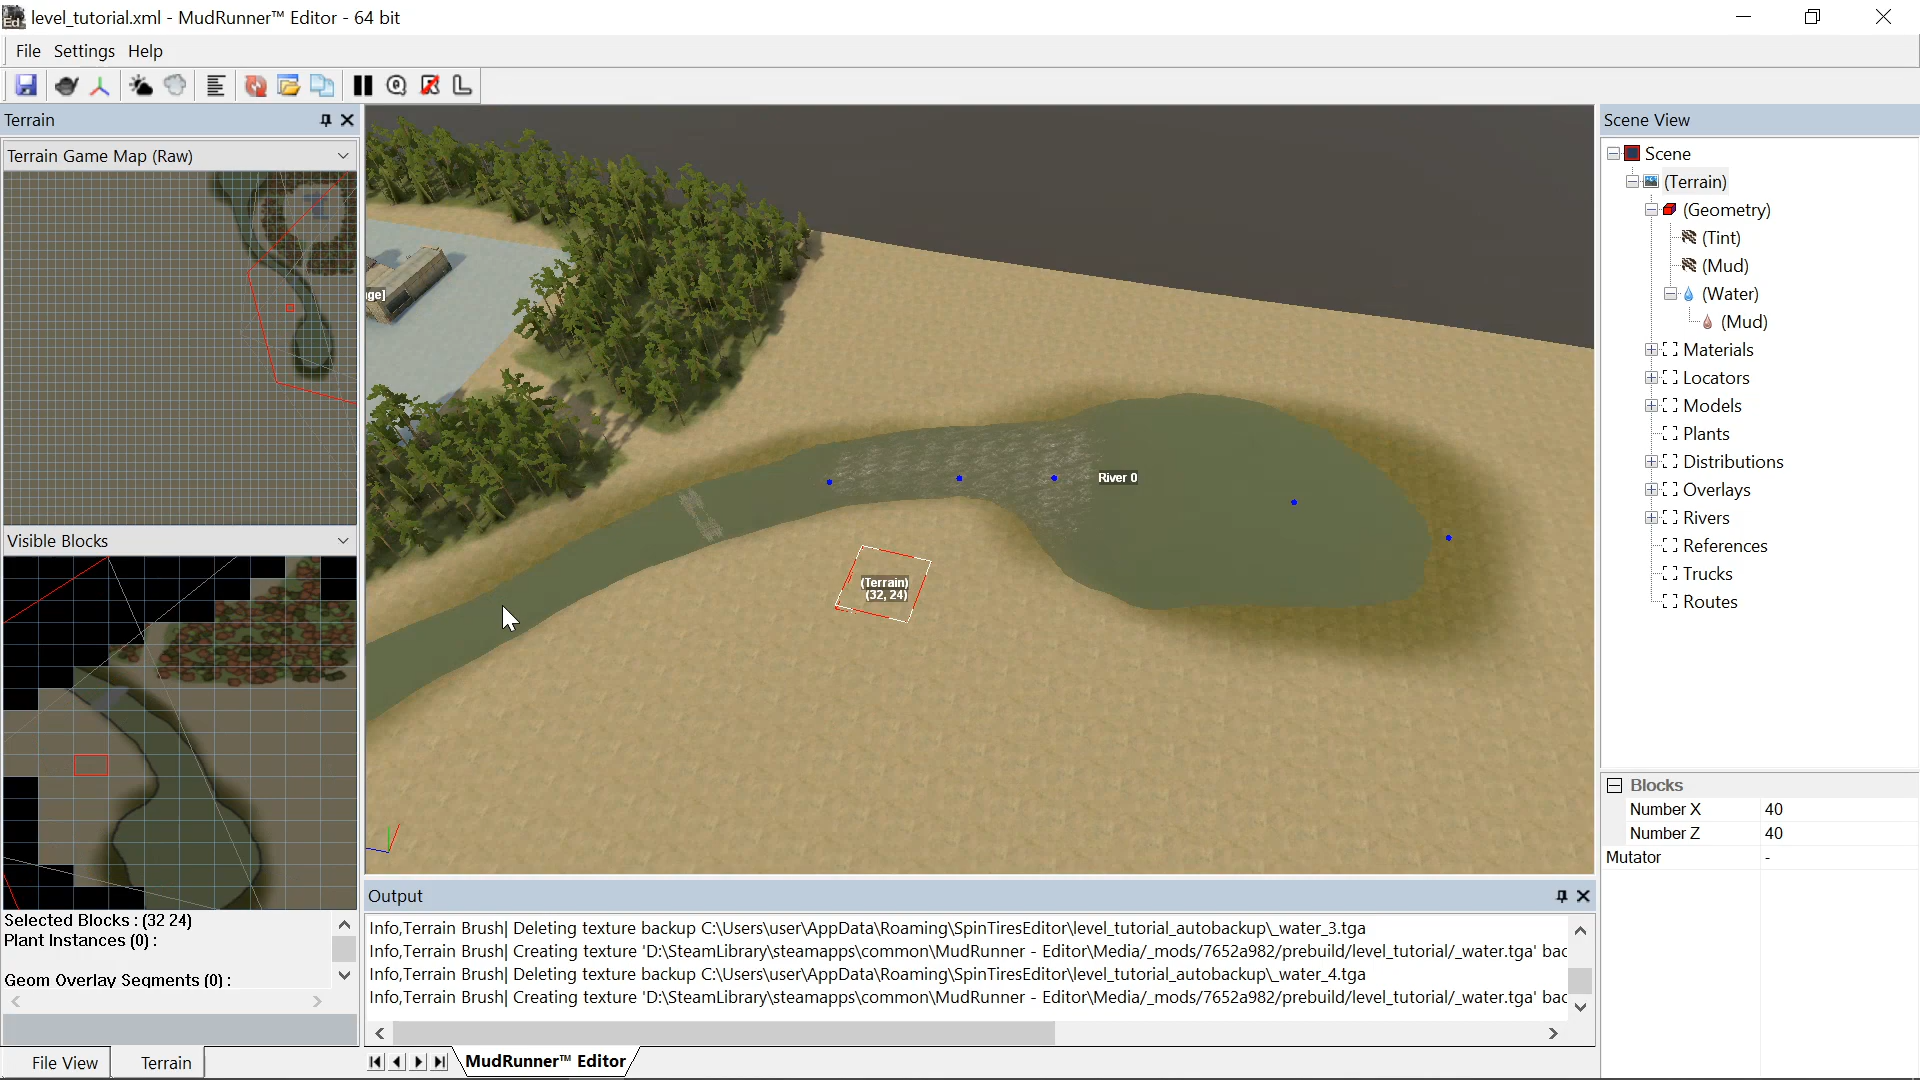 level_tutorial.xml - MudRunner™ Editor - 64 bit
File Settings Help
Terrain
Terrain Game Map (Raw)
Visible Blocks
Selected Blocks : (32 24)
Plant Instances (0) :
Geom Overlay Segments (0) :
File View
Terrain
ge]
River 0
(Terrain)
(32, 24)
Output
Info,Terrain Brush| Deleting texture backup C:\Users\user\AppData\Roaming\SpinTiresEditor\level_tutorial_autobackup\_water_3.tga
Info,Terrain Brush| Creating texture 'D:\SteamLibrary\steamapps\common\MudRunner - Editor\Media/_mods/7652a982/prebuild/level_tutorial/_water.tga' bac
Info,Terrain Brush| Deleting texture backup C:\Users\user\AppData\Roaming\SpinTiresEditor\level_tutorial_autobackup\_water_4.tga
Info,Terrain Brush| Creating texture 'D:\SteamLibrary\steamapps\common\MudRunner - Editor\Media/_mods/7652a982/prebuild/level_tutorial/_water.tga' bac
MudRunner™ Editor
Scene View
Scene
(Terrain)
(Geometry)
(Tint)
(Mud)
(Water)
(Mud)
Materials
Locators
Models
Plants
Distributions
Overlays
Rivers
References
Trucks
Routes
Blocks
Number X 40
Number Z 40
Mutator -